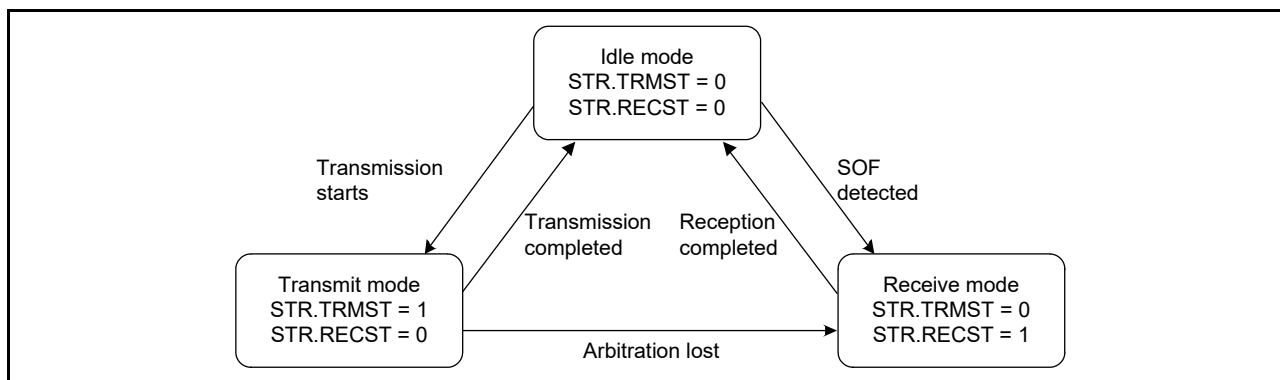 Idle mode
STR.TRMST = 0
STR.RECST = 0
Transmission
starts
SOF
detected
Transmission
completed
Reception
completed
Transmit mode
STR.TRMST = 1
STR.RECST = 0
Receive mode
STR.TRMST = 0
STR.RECST = 1
Arbitration lost